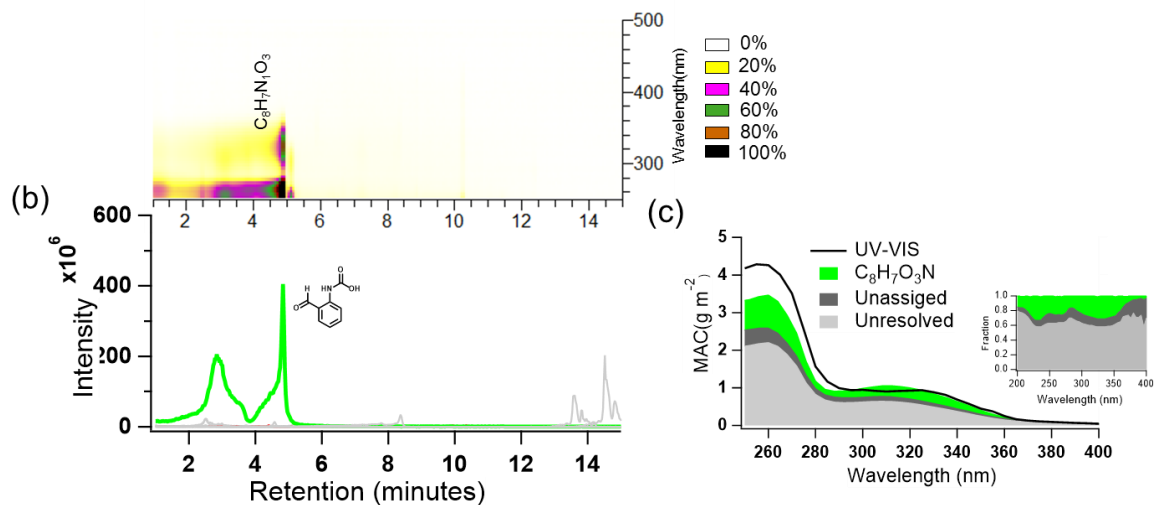 500
400
300
Wavelength(nm)
C8H7N1O3
0%
20%
40%
60%
80%
100%
2 4 6 8 10 12 14
(b)
600
400
200
0
x10^6
Intensity
H
O
HN
O
OH
2 4 6 8 10 12 14
Retention (minutes)
(c)
5
4
3
2
1
0
MAC(g m^-2)
UV-VIS
C8H7O3N
Unassiged
Unresolved
260 280 300 320 340 360 380 400
Wavelength (nm)
1.0
0.8
0.6
0.4
0.2
0.0
Fraction
200 250 300 350 400
Wavelength (nm)